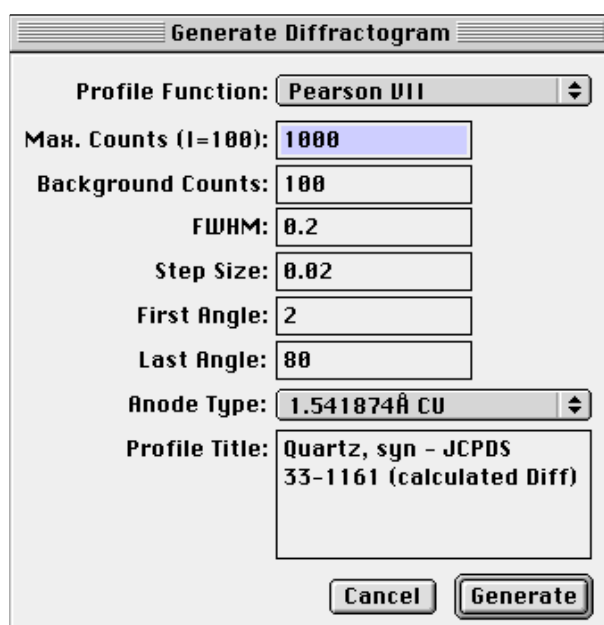 Generate Diffractogram
Profile Function: Pearson VII
Max. Counts (I=100): 1000
Background Counts: 100
FWHM: 0.2
Step Size: 0.02
First Angle: 2
Last Angle: 80
Anode Type: 1.541874Å CU
Profile Title: Quartz, syn - JCPDS
33-1161 (calculated Diff)
Cancel Generate